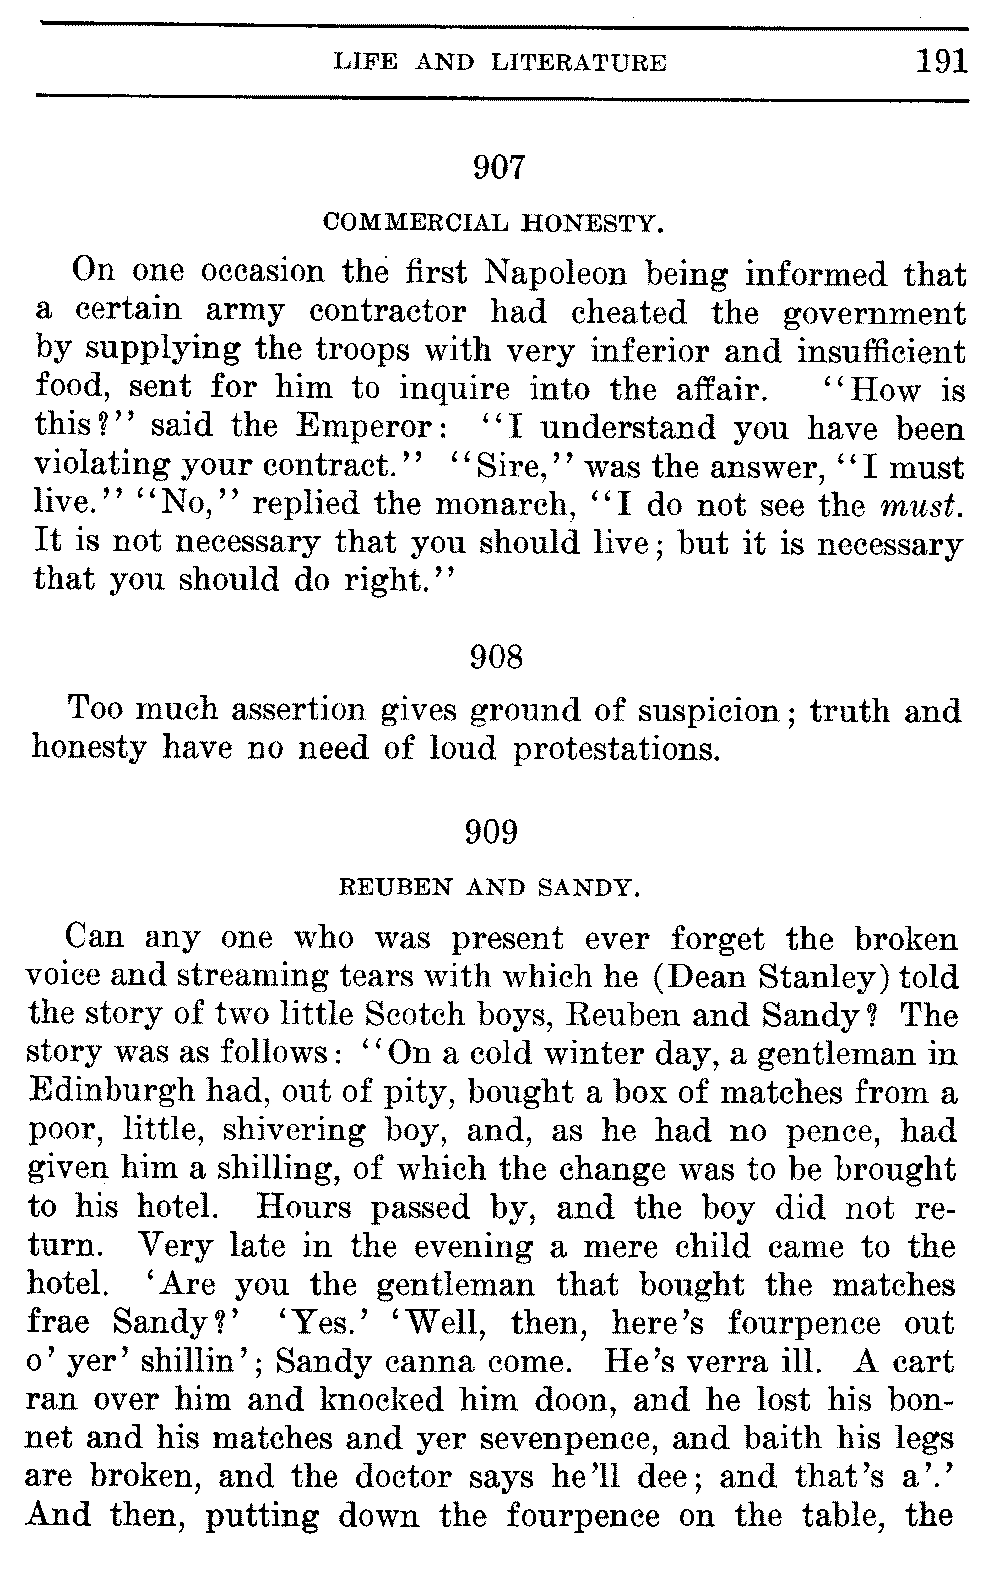 LIFE AND LITERATURE 191
907
COMMERCIAL HONESTY.
On one occasion the first Napoleon being informed that
a certain army contractor had cheated the government
by supplying the troops with very inferior and insufficient
food, sent for him to inquire into the affair. “How is
this?” said the Emperor: “I understand you have been
violating your contract.” “Sire,” was the answer, “I must
live.” “No,” replied the monarch, “I do not see the must.
It is not necessary that you should live; but it is necessary
that you should do right.”
908
Too much assertion gives ground of suspicion; truth and
honesty have no need of loud protestations.
909
REUBEN AND SANDY.
Can any one who was present ever forget the broken
voice and streaming tears with which he (Dean Stanley) told
the story of two little Scotch boys, Reuben and Sandy? The
story was as follows: “On a cold winter day, a gentleman in
Edinburgh had, out of pity, bought a box of matches from a
poor, little, shivering boy, and, as he had no pence, had
given him a shilling, of which the change was to be brought
to his hotel. Hours passed by, and the boy did not re-
turn. Very late in the evening a mere child came to the
hotel. ‘Are you the gentleman that bought the matches
frae Sandy?’ ‘Yes.’ ‘Well, then, here’s fourpence out
o’ yer’ shillin’; Sandy canna come. He’s verra ill. A cart
ran over him and knocked him doon, and he lost his bon-
net and his matches and yer sevenpence, and baith his legs
are broken, and the doctor says he’ll dee; and that’s a’.’
And then, putting down the fourpence on the table, the